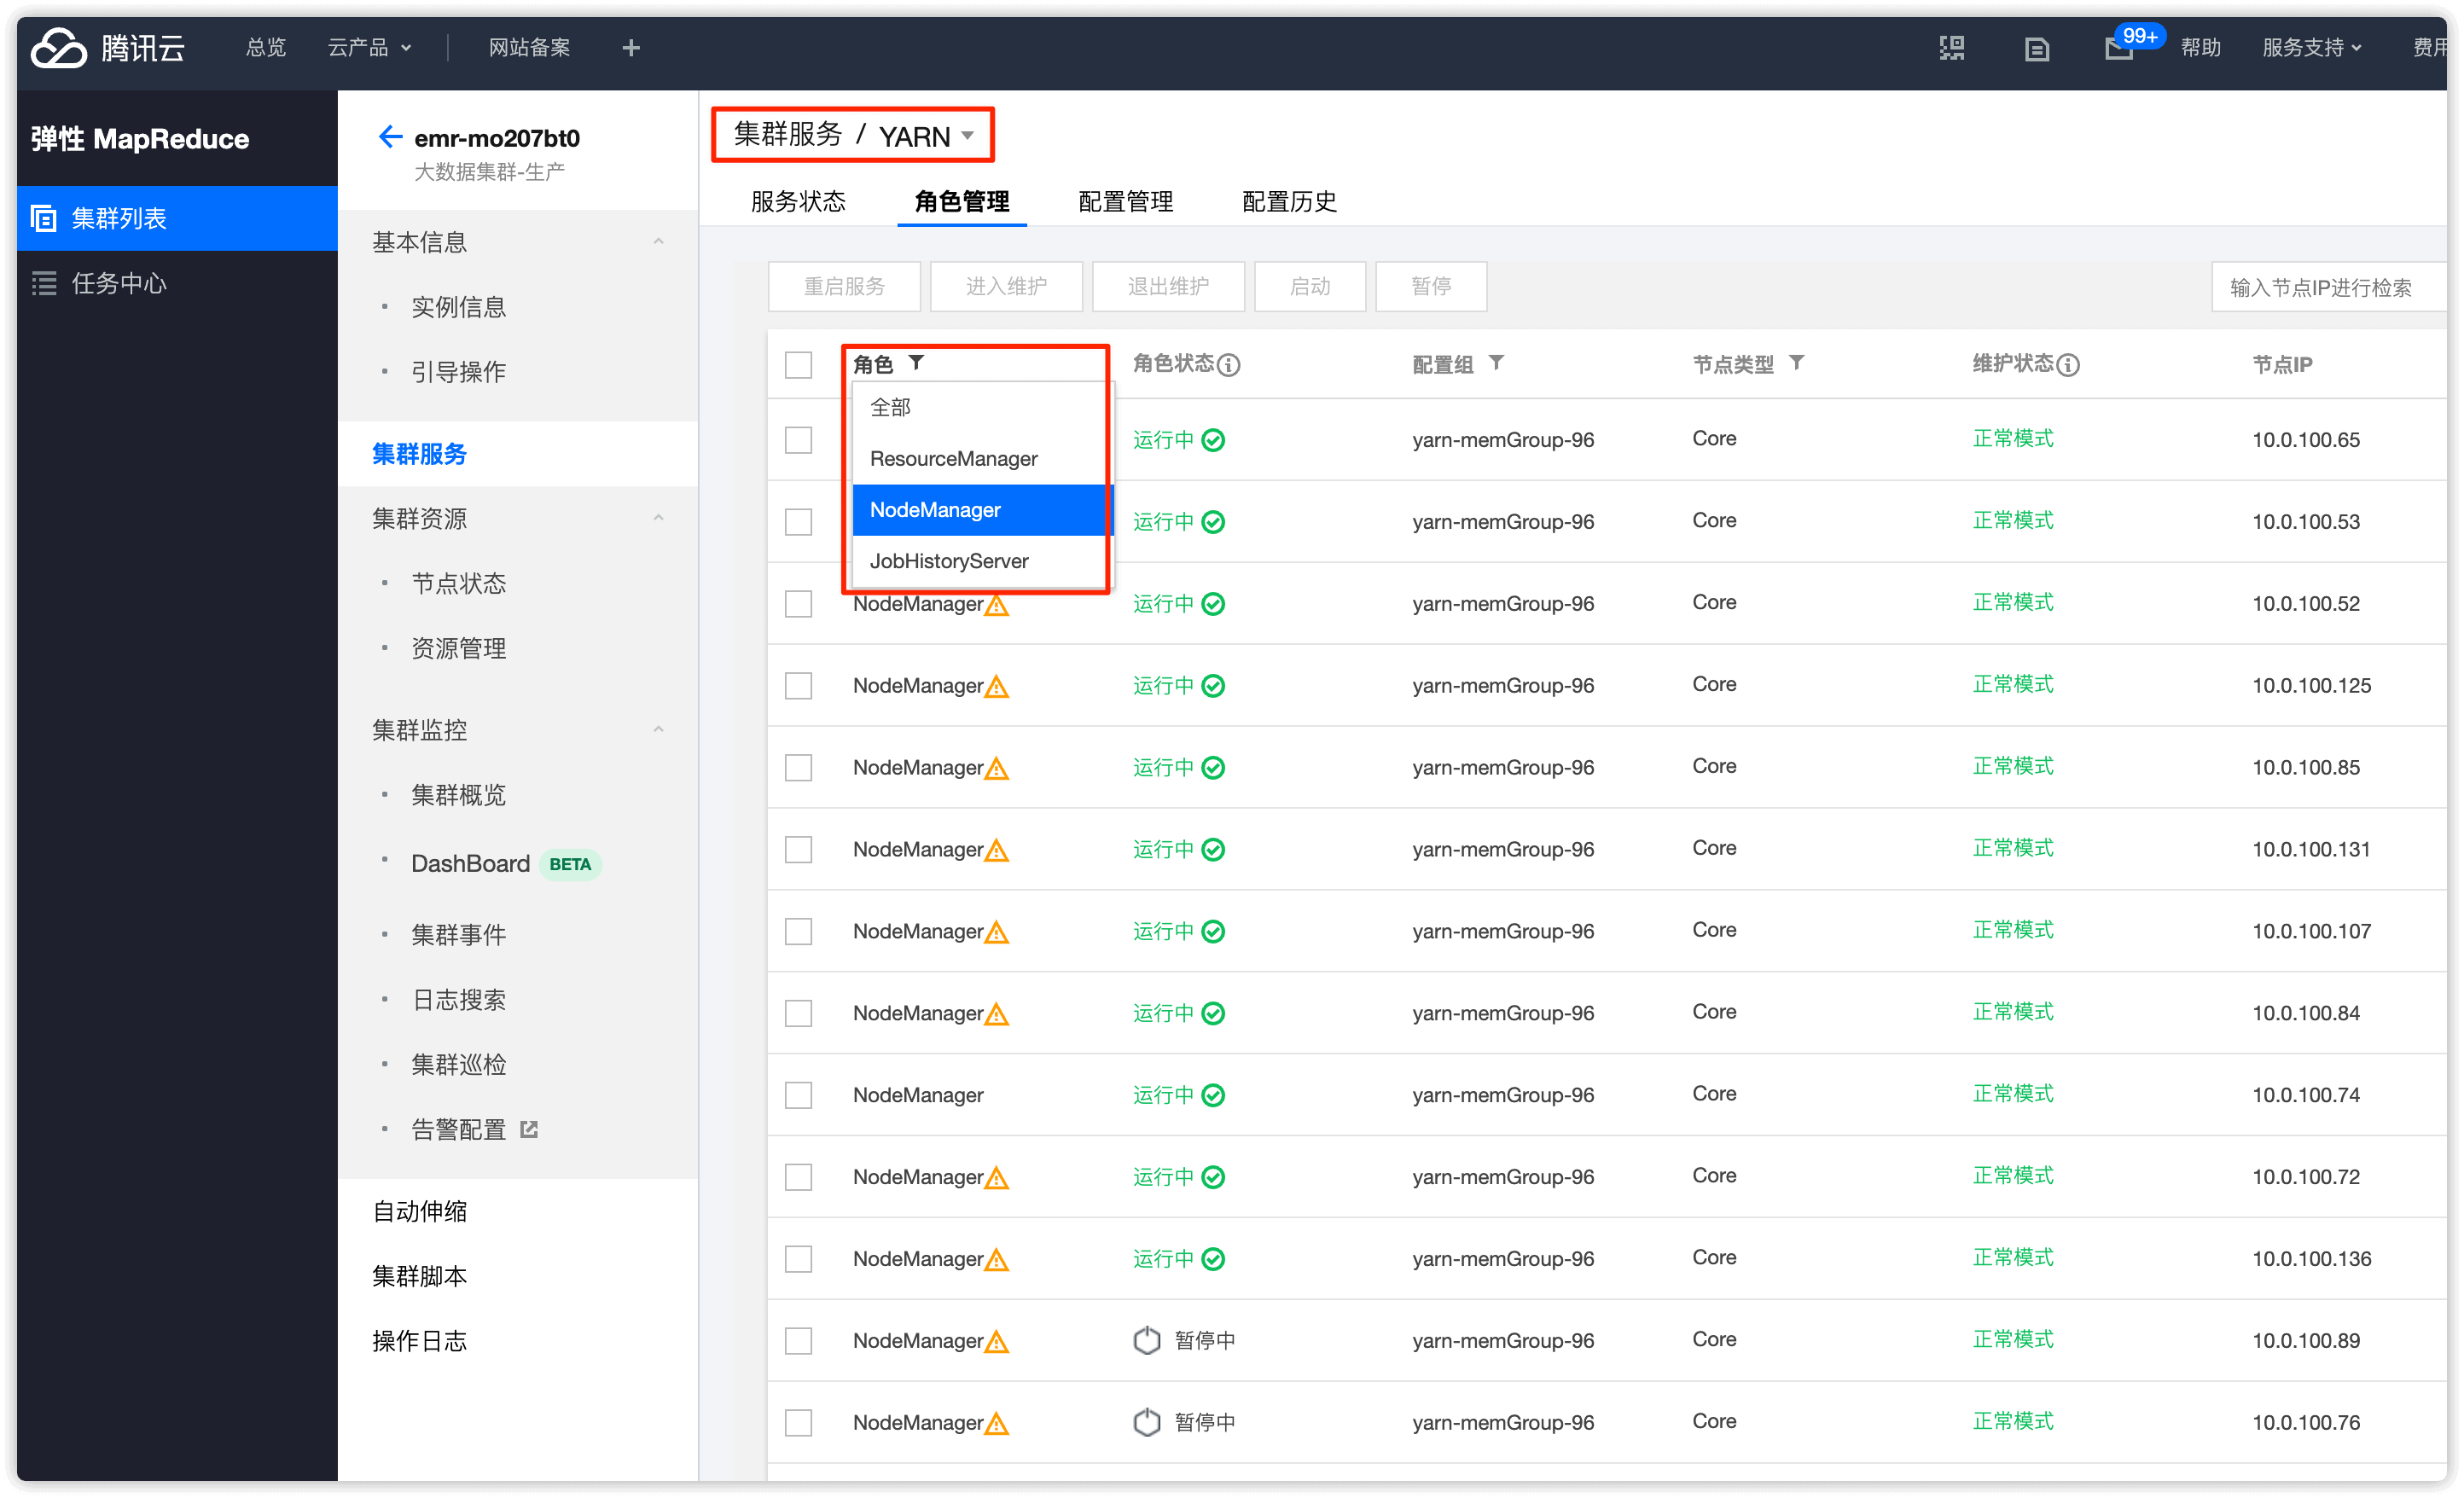 腾讯云 总览 云产品 网站备案 + 99+ 帮助 服务支持 费用
弹性 MapReduce
集群列表
任务中心
emr-mo207bt0
大数据集群-生产
基本信息
实例信息
引导操作
集群服务
集群资源
节点状态
资源管理
集群监控
集群概览
DashBoard BETA
集群事件
日志搜索
集群巡检
告警配置
自动伸缩
集群脚本
操作日志
集群服务 / YARN
服务状态 角色管理 配置管理 配置历史
重启服务 进入维护 退出维护 启动 暂停 输入节点IP进行检索
角色 角色状态 配置组 节点类型 维护状态 节点IP
全部
ResourceManager
NodeManager
JobHistoryServer
运行中 yarn-memGroup-96 Core 正常模式 10.0.100.65
运行中 yarn-memGroup-96 Core 正常模式 10.0.100.53
NodeManager 运行中 yarn-memGroup-96 Core 正常模式 10.0.100.52
NodeManager 运行中 yarn-memGroup-96 Core 正常模式 10.0.100.125
NodeManager 运行中 yarn-memGroup-96 Core 正常模式 10.0.100.85
NodeManager 运行中 yarn-memGroup-96 Core 正常模式 10.0.100.131
NodeManager 运行中 yarn-memGroup-96 Core 正常模式 10.0.100.107
NodeManager 运行中 yarn-memGroup-96 Core 正常模式 10.0.100.84
NodeManager 运行中 yarn-memGroup-96 Core 正常模式 10.0.100.74
NodeManager 运行中 yarn-memGroup-96 Core 正常模式 10.0.100.72
NodeManager 运行中 yarn-memGroup-96 Core 正常模式 10.0.100.136
NodeManager 暂停中 yarn-memGroup-96 Core 正常模式 10.0.100.89
NodeManager 暂停中 yarn-memGroup-96 Core 正常模式 10.0.100.76